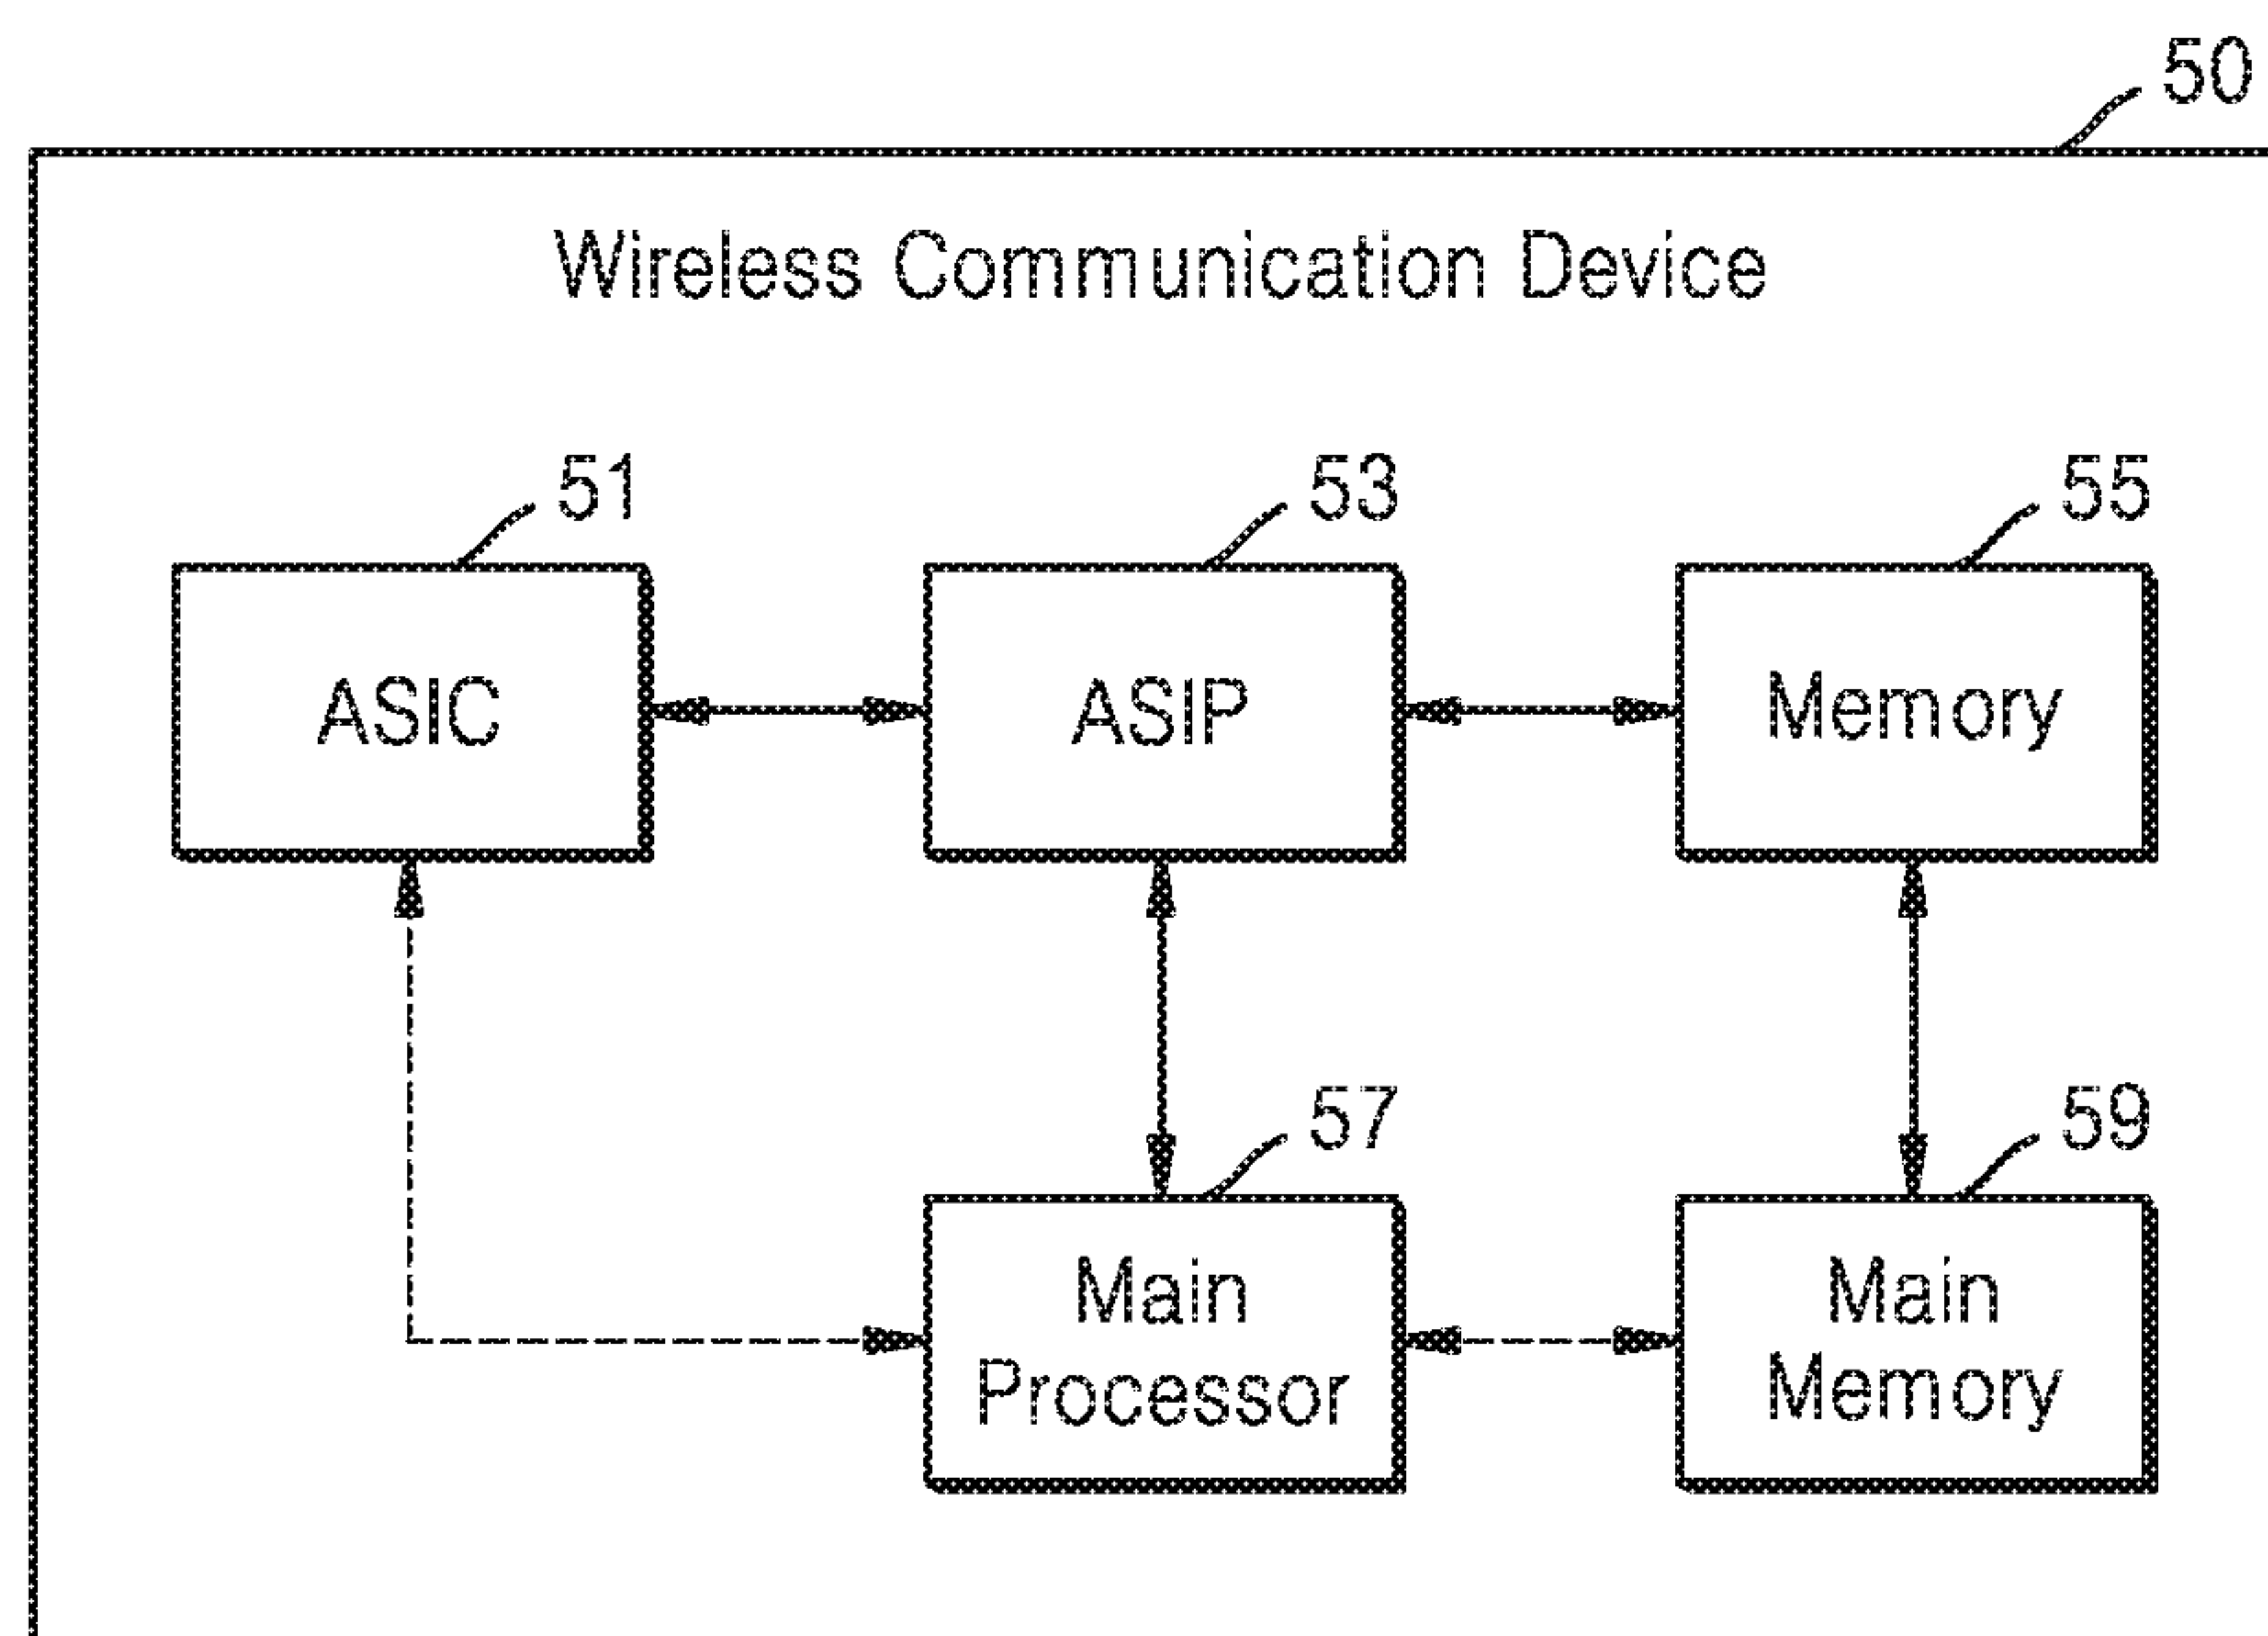 50
Wireless Communication Device
51
53
55
ASIC
ASIP
Memory
57
59
Main
Processor
Main
Memory